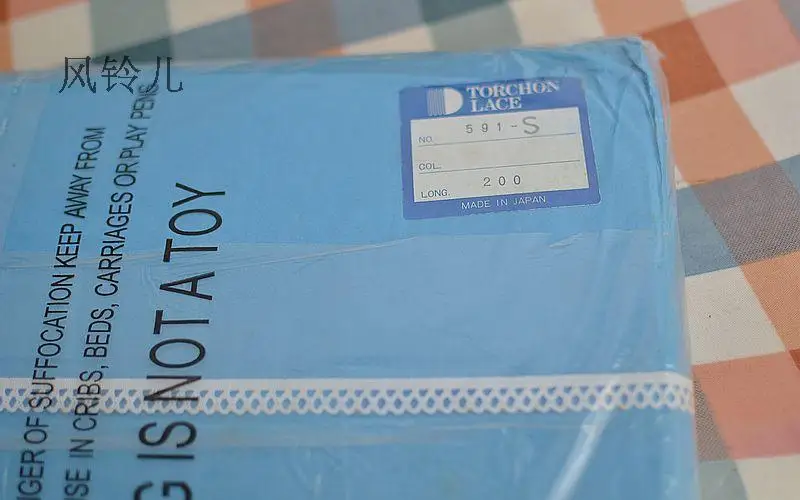 风铃儿
TORCHON
LACE
NO. 591-S
COL.
LONG. 200
MADE IN JAPAN
OF SUFFOCATION KEEP AWAY FROM
IN CRIBS, BEDS, CARRIAGES OR PLAY PENS
IS NOT A TOY